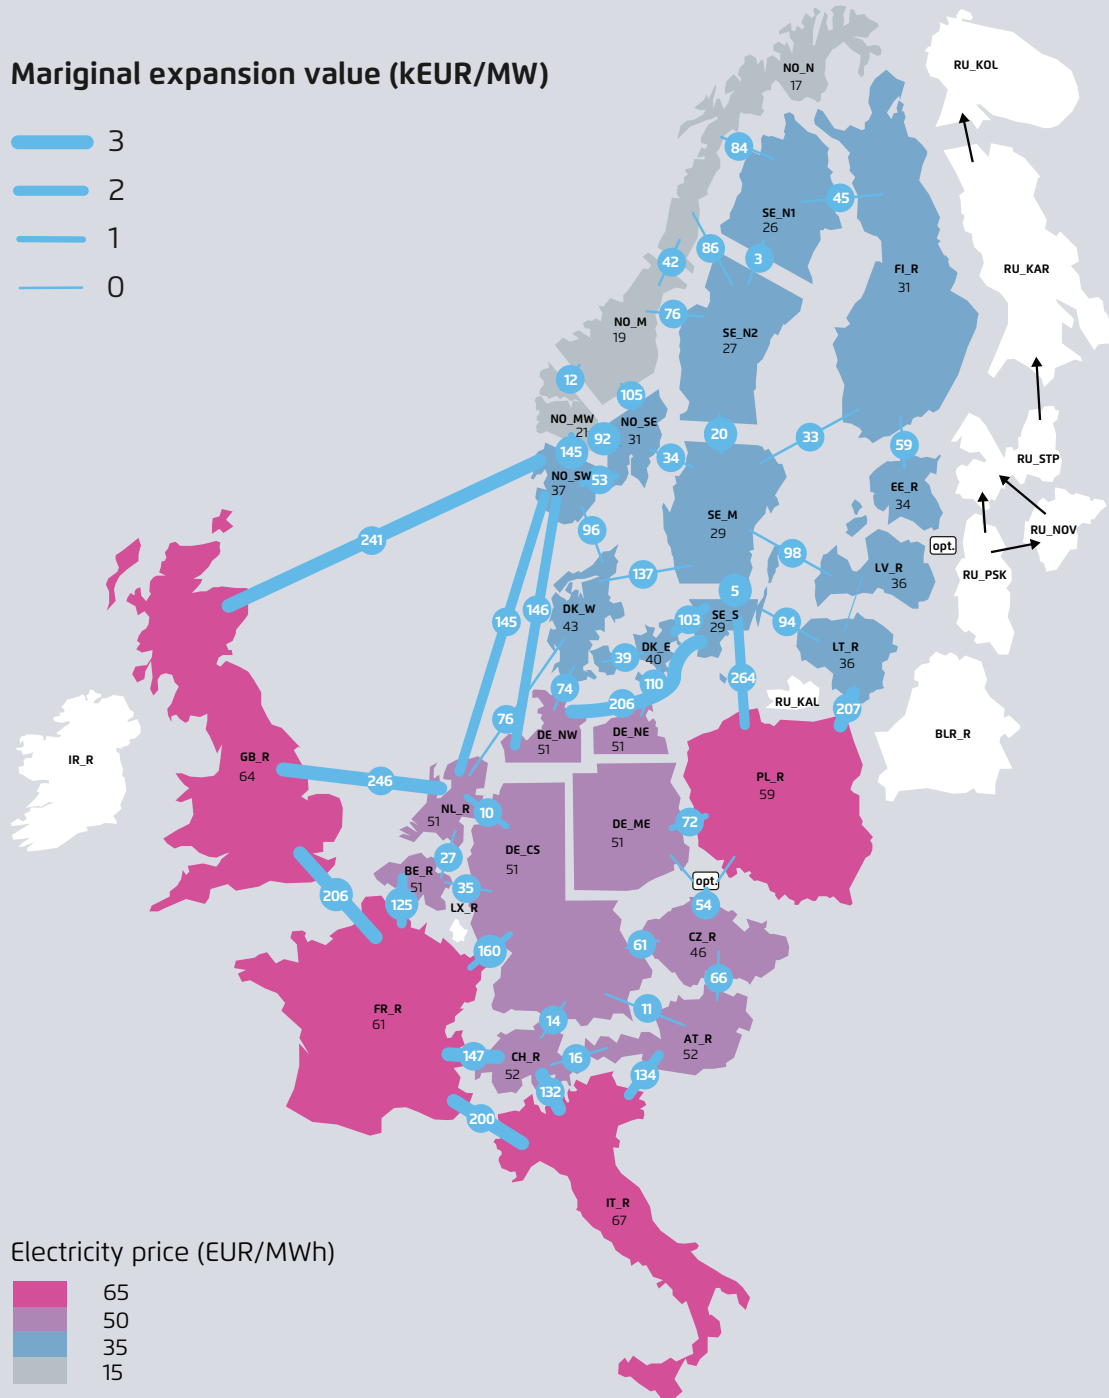 Mariginal expansion value (kEUR/MW)
3
2
1
0
NO_N
17
RU_KOL
84
45
SE_N1
26
86
3
42
FI_R
31
RU_KAR
76
NO_M
19
SE_N2
27
12
105
NO_MW
21
NO_SE
31
92
145
20
33
59
34
RU_STP
NO_SW
37
53
EE_R
34
SE_M
29
RU_NOV
96
241
opt.
98
LV_R
36
RU_PSK
137
5
DK_W
43
146
145
103
SE_S
29
94
DK_E
40
LT_R
36
39
110
264
74
206
RU_KAL
207
76
DE_NW
51
DE_NE
51
BLR_R
IR_R
GB_R
64
246
PL_R
59
NL_R
51
10
72
DE_ME
51
DE_CS
51
27
BE_R
51
35
opt.
206
125
LX_R
54
160
61
CZ_R
46
66
FR_R
61
14
11
AT_R
52
147
CH_R
52
16
134
132
200
IT_R
67
Electricity price (EUR/MWh)
65
50
35
15